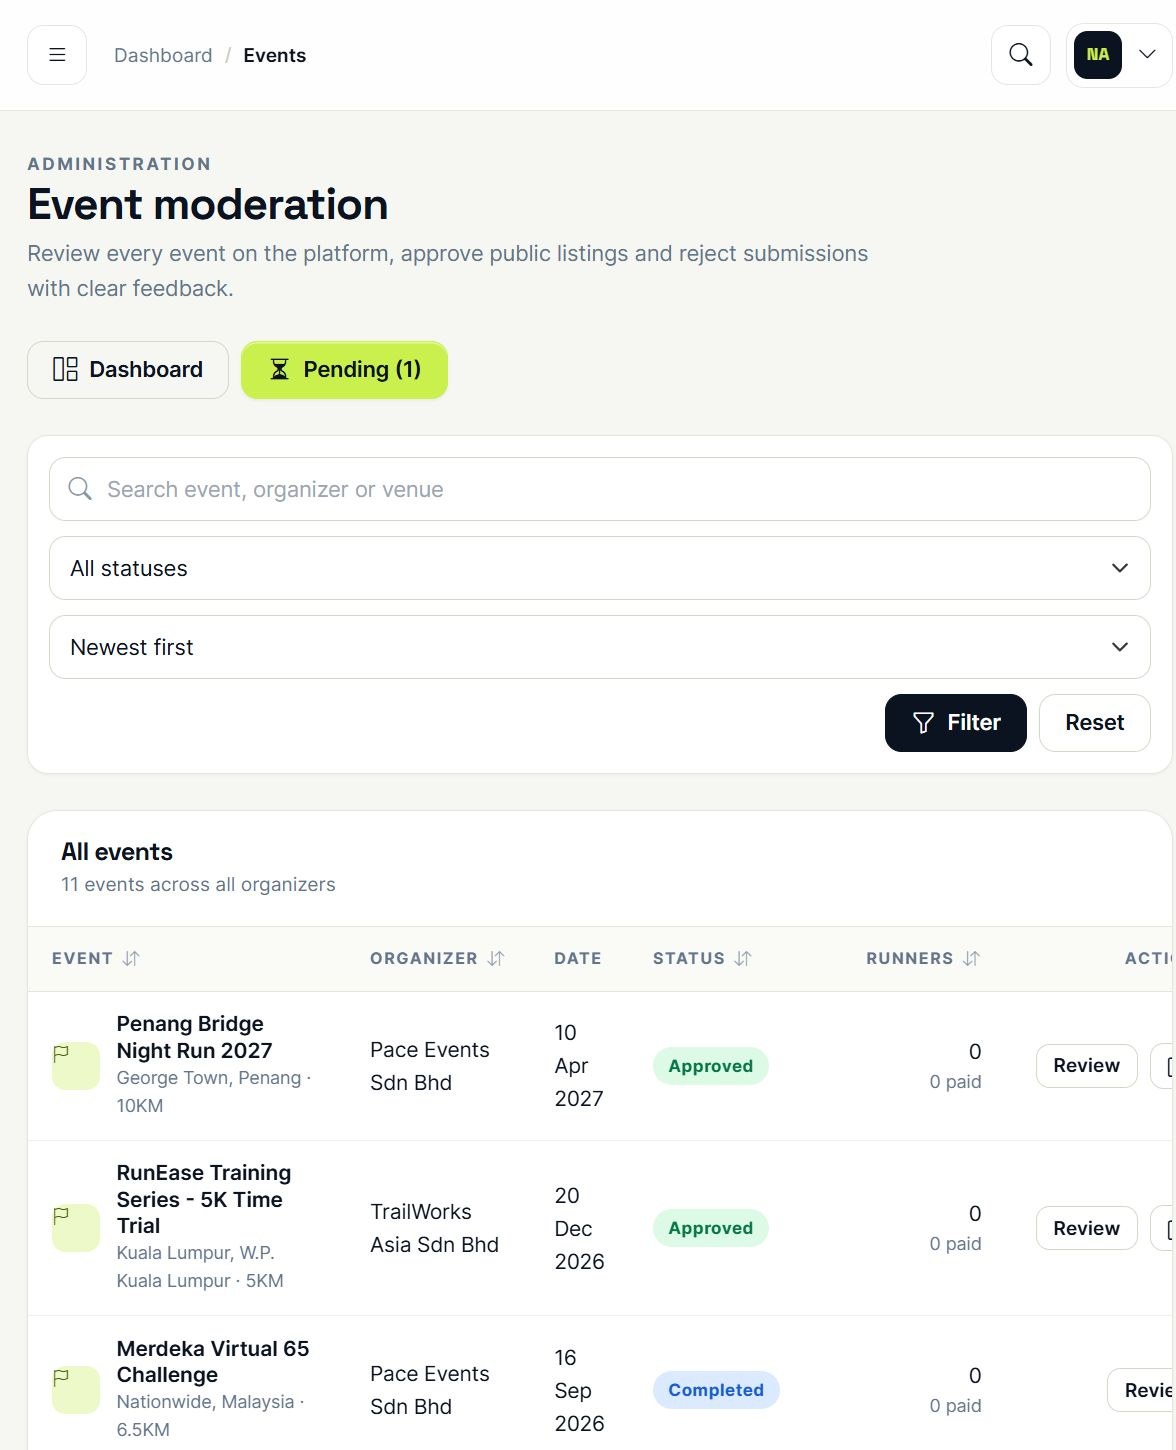 Dashboard / Events
NA
ADMINISTRATION
Event moderation
Review every event on the platform, approve public listings and reject submissions
with clear feedback.
Dashboard
Pending (1)
Search event, organizer or venue
All statuses
Newest first
Filter
Reset
All events
11 events across all organizers
EVENT ORGANIZER DATE STATUS RUNNERS ACTI
Penang Bridge
Night Run 2027
George Town, Penang ·
10KM
Pace Events
Sdn Bhd
10
Apr
2027
Approved
0
0 paid
Review
RunEase Training
Series - 5K Time
Trial
Kuala Lumpur, W.P.
Kuala Lumpur · 5KM
TrailWorks
Asia Sdn Bhd
20
Dec
2026
Approved
0
0 paid
Review
Merdeka Virtual 65
Challenge
Nationwide, Malaysia ·
6.5KM
Pace Events
Sdn Bhd
16
Sep
2026
Completed
0
0 paid
Revie